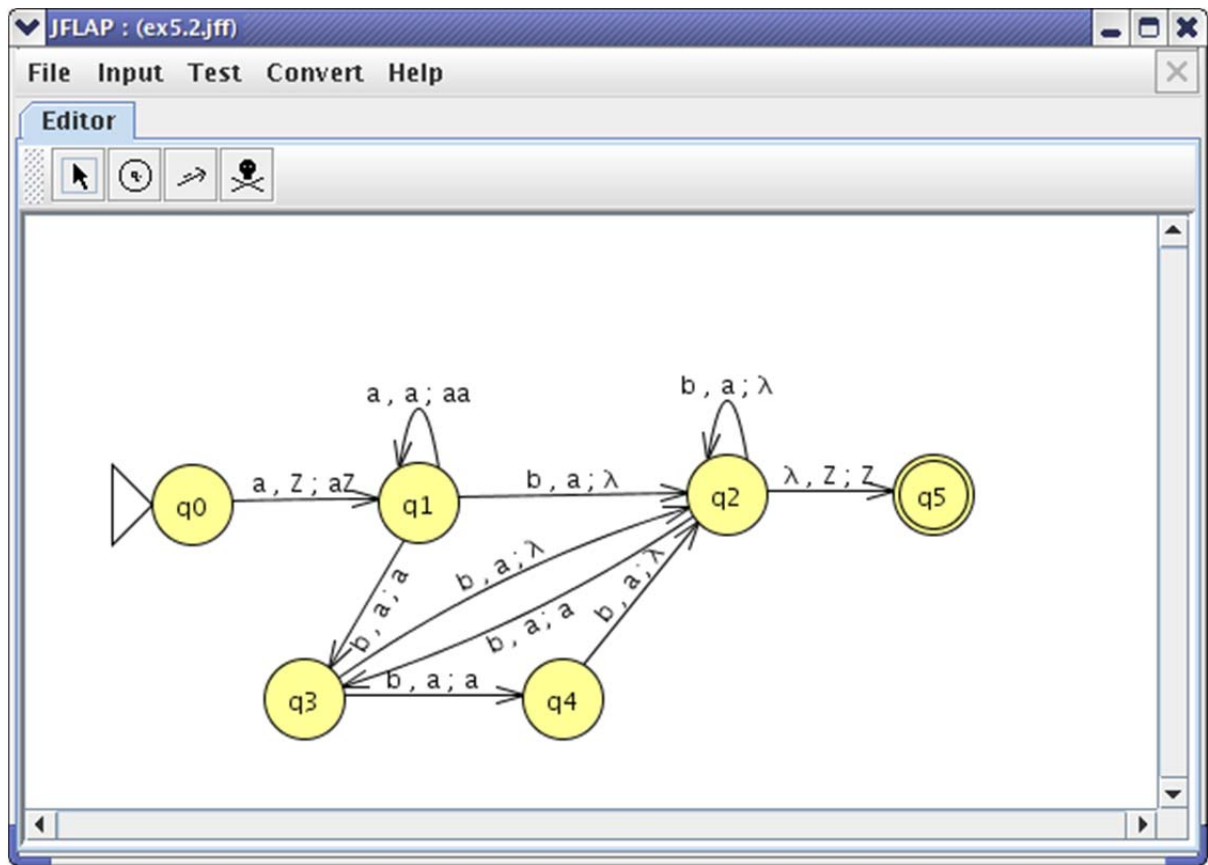 JFLAP : (ex5.2.jff)
File Input Test Convert Help
Editor
a , a ; aa
b , a ; λ
a , Z ; aZ
b , a ; λ
λ , Z ; Z
q0
q1
q2
q5
b , a ; a
b , a ; λ
b , a ; a
b , a ; λ
b , a ; a
q3
q4